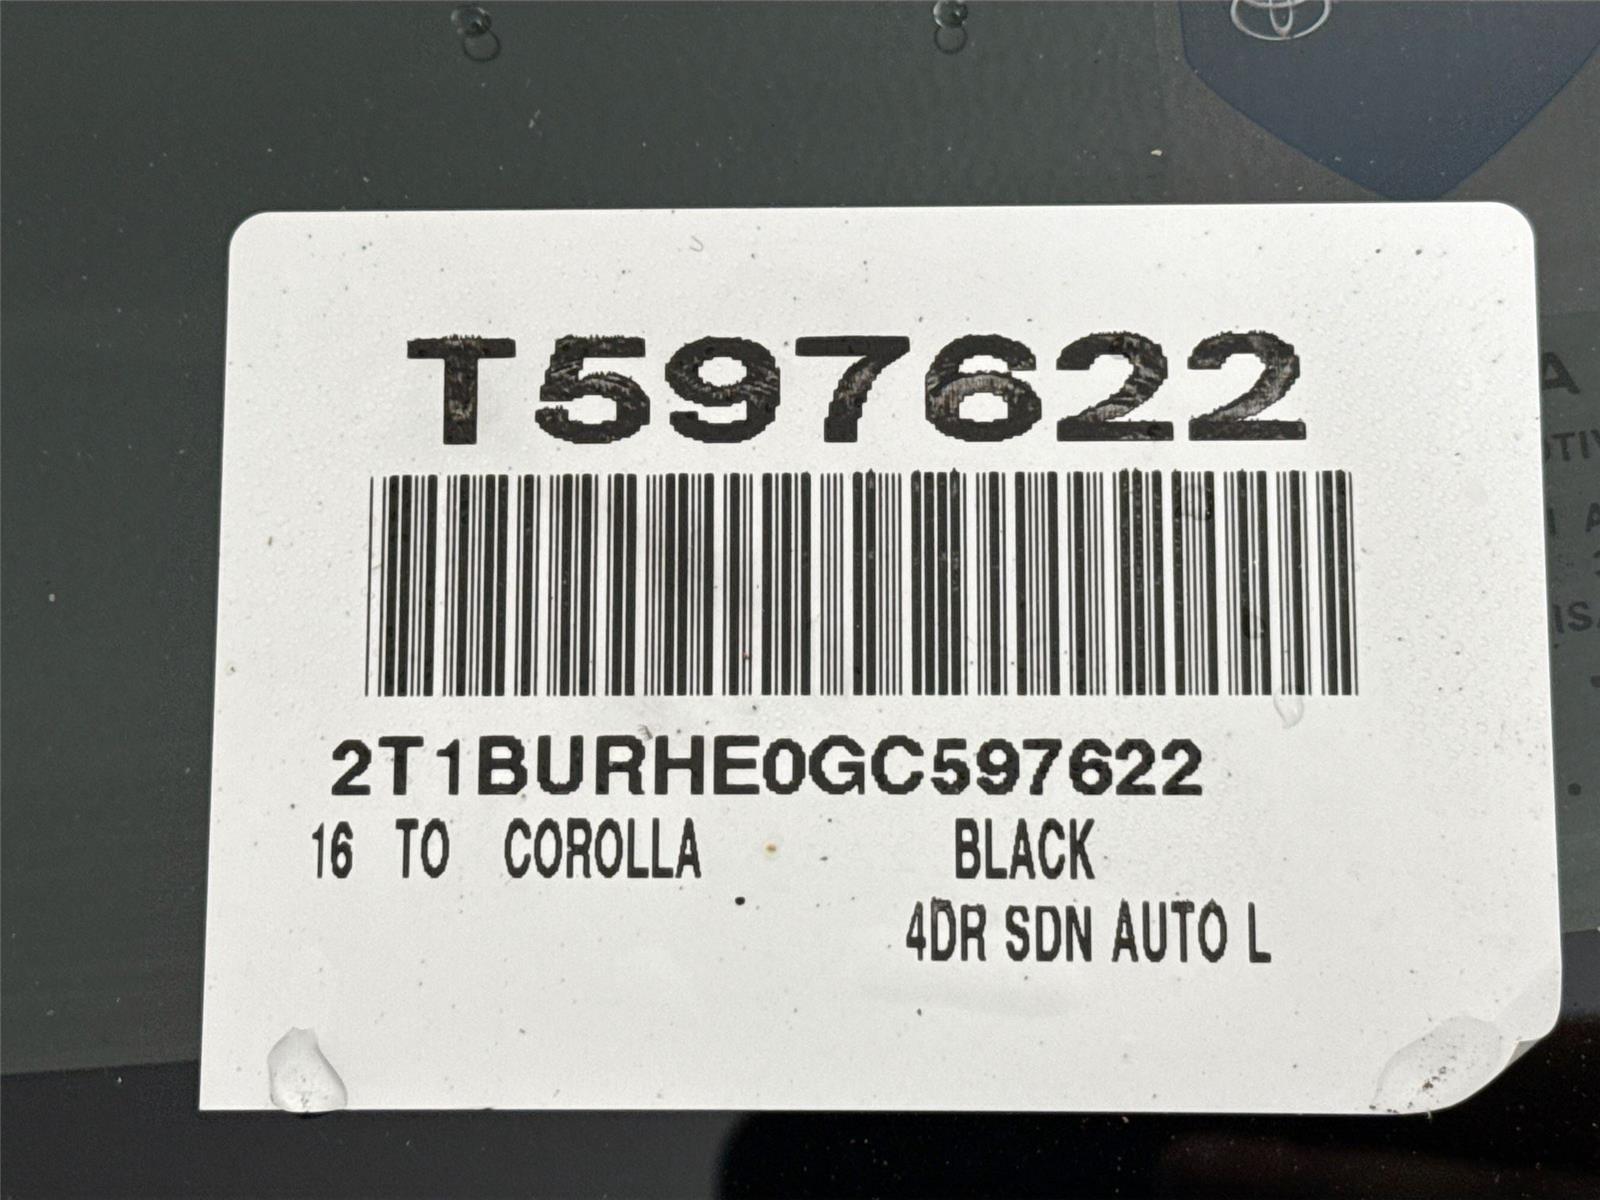 T597622
2T1BURHE0GC597622
16 TO COROLLA BLACK
4DR SDN AUTO L